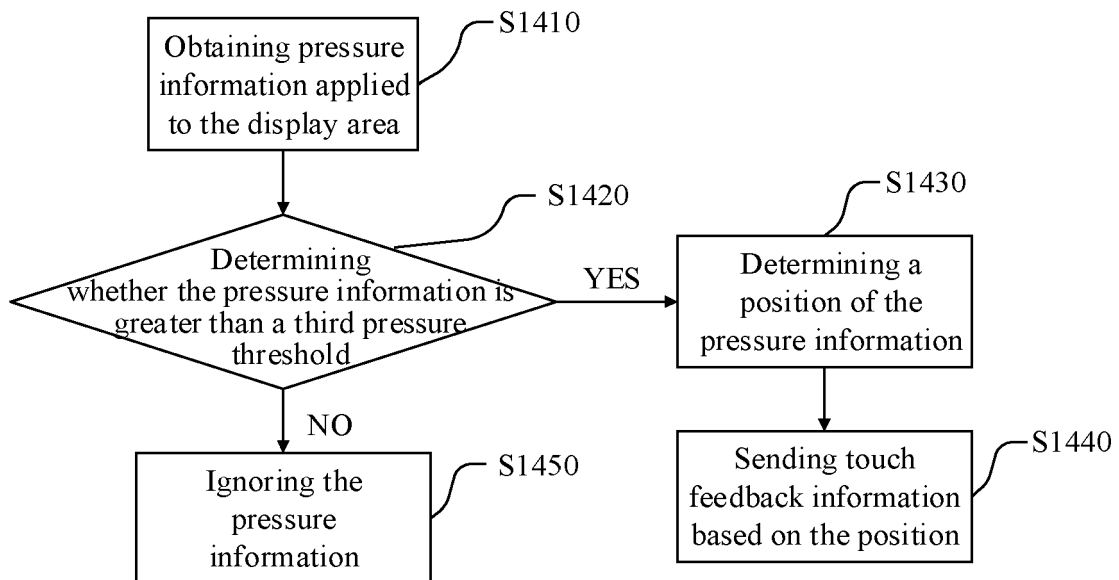 S1410
Obtaining pressure
information applied
to the display area
S1420
Determining
whether the pressure information is
greater than a third pressure
threshold
YES
S1430
Determining a
position of the
pressure information
NO
S1440
Sending touch
feedback information
based on the position
S1450
Ignoring the
pressure
information